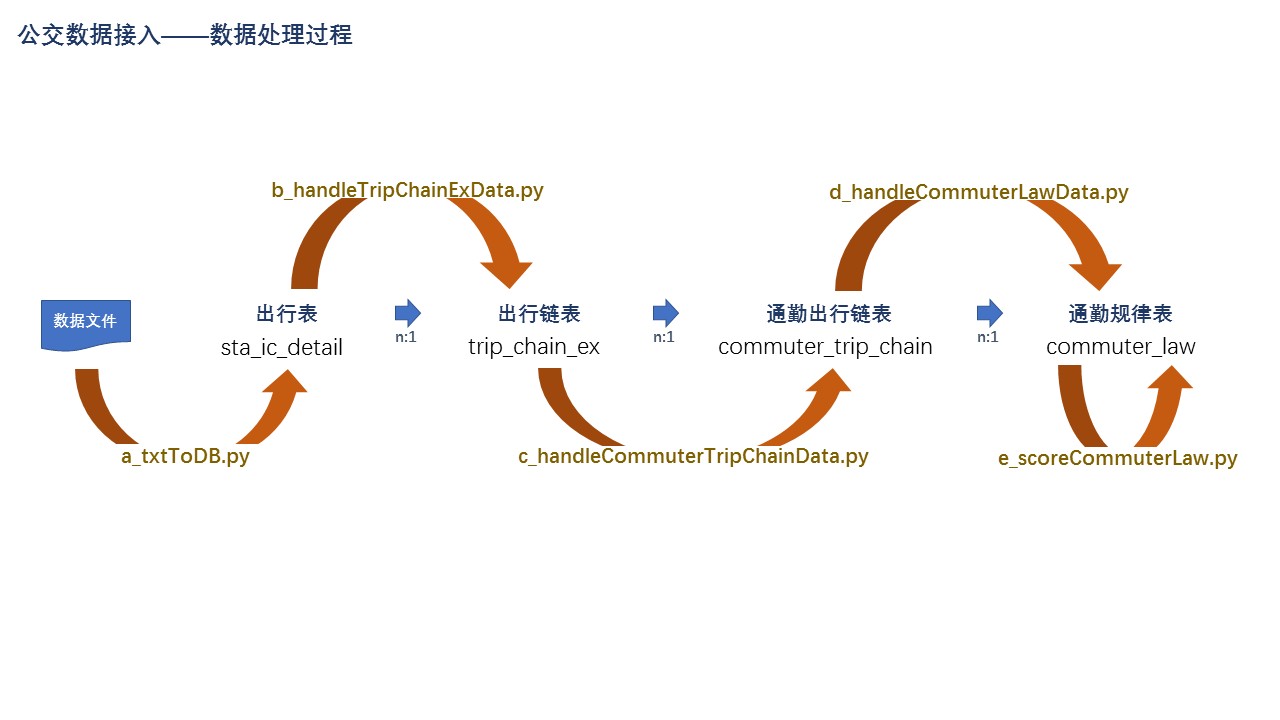 公交数据接入——数据处理过程
b_handleTripChainExData.py
d_handleCommuterLawData.py
数据文件
出行表
sta_ic_detail
n:1
出行链表
trip_chain_ex
n:1
通勤出行链表
commuter_trip_chain
n:1
通勤规律表
commuter_law
a_txtToDB.py
c_handleCommuterTripChainData.py
e_scoreCommuterLaw.py